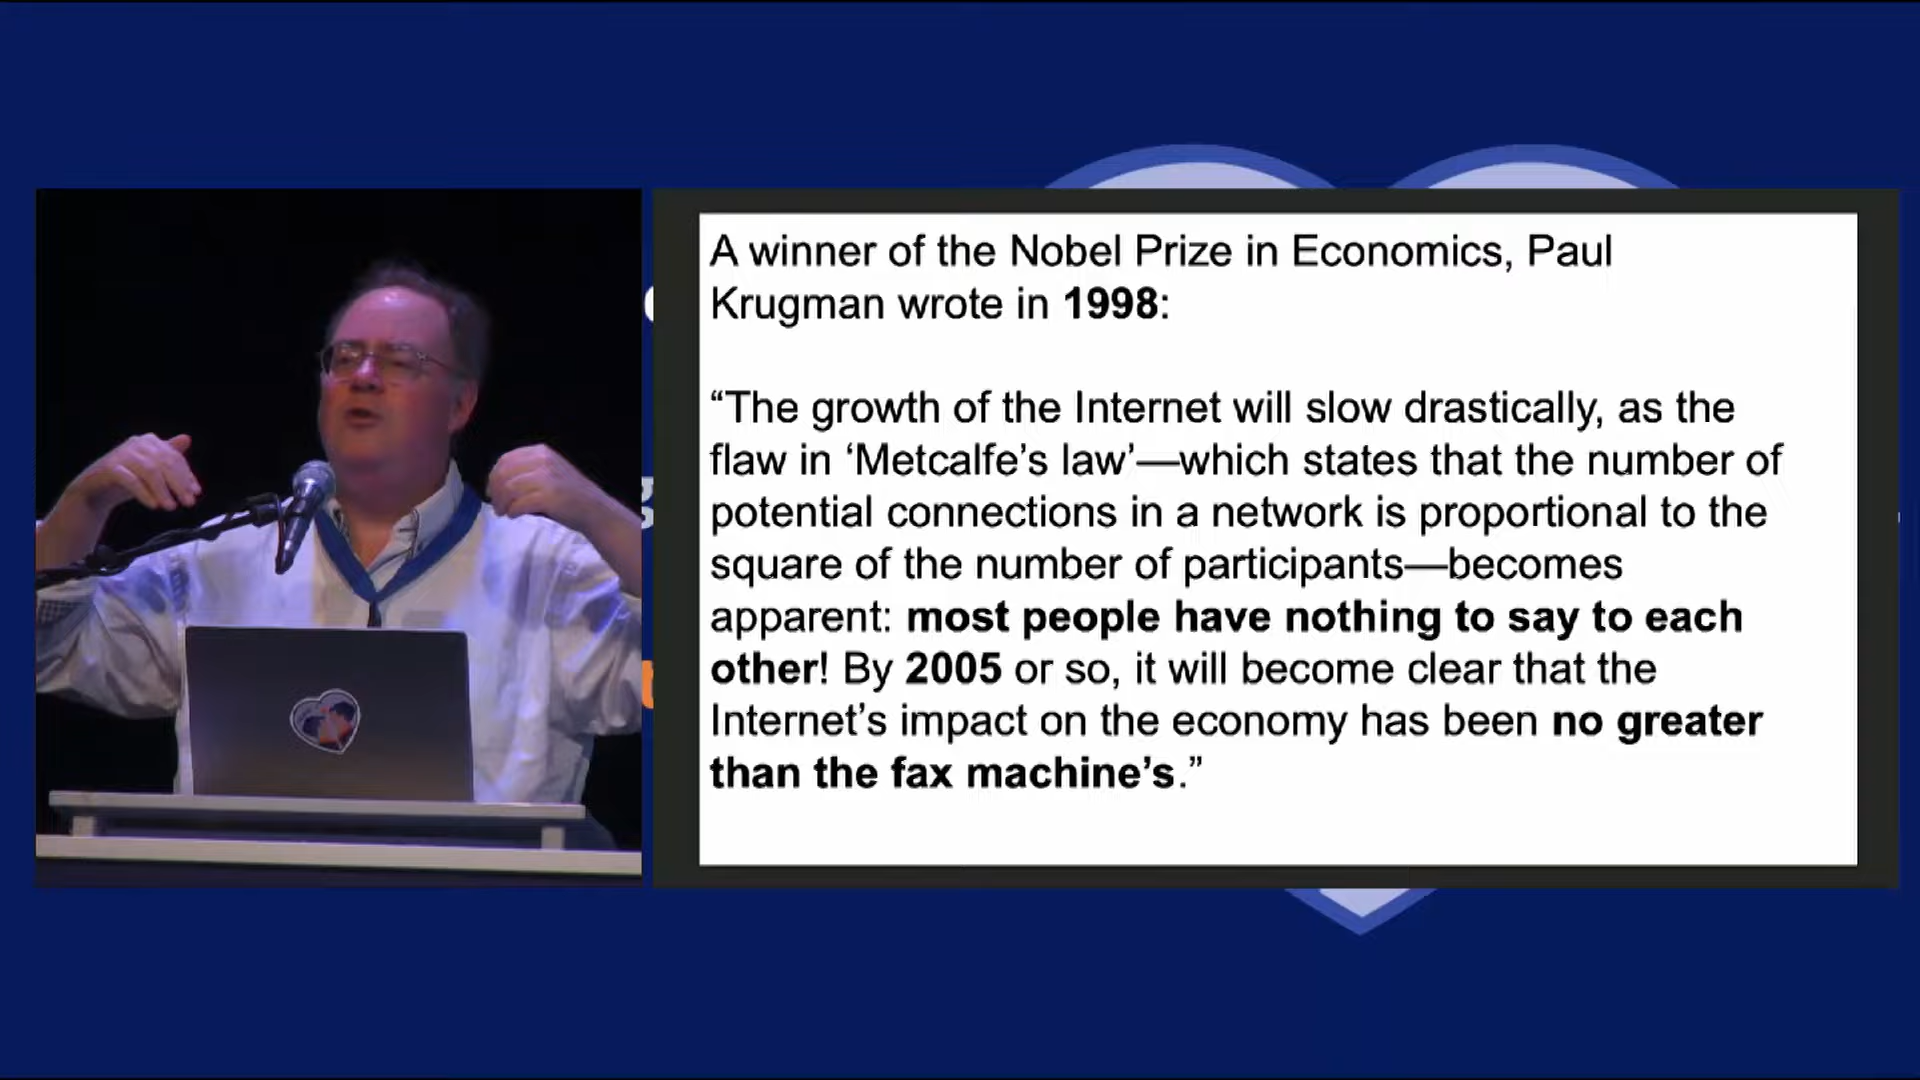 A winner of the Nobel Prize in Economics, Paul
Krugman wrote in 1998:
“The growth of the Internet will slow drastically, as the
flaw in ‘Metcalfe’s law’—which states that the number of
potential connections in a network is proportional to the
square of the number of participants—becomes
apparent: most people have nothing to say to each
other! By 2005 or so, it will become clear that the
Internet’s impact on the economy has been no greater
than the fax machine’s.”